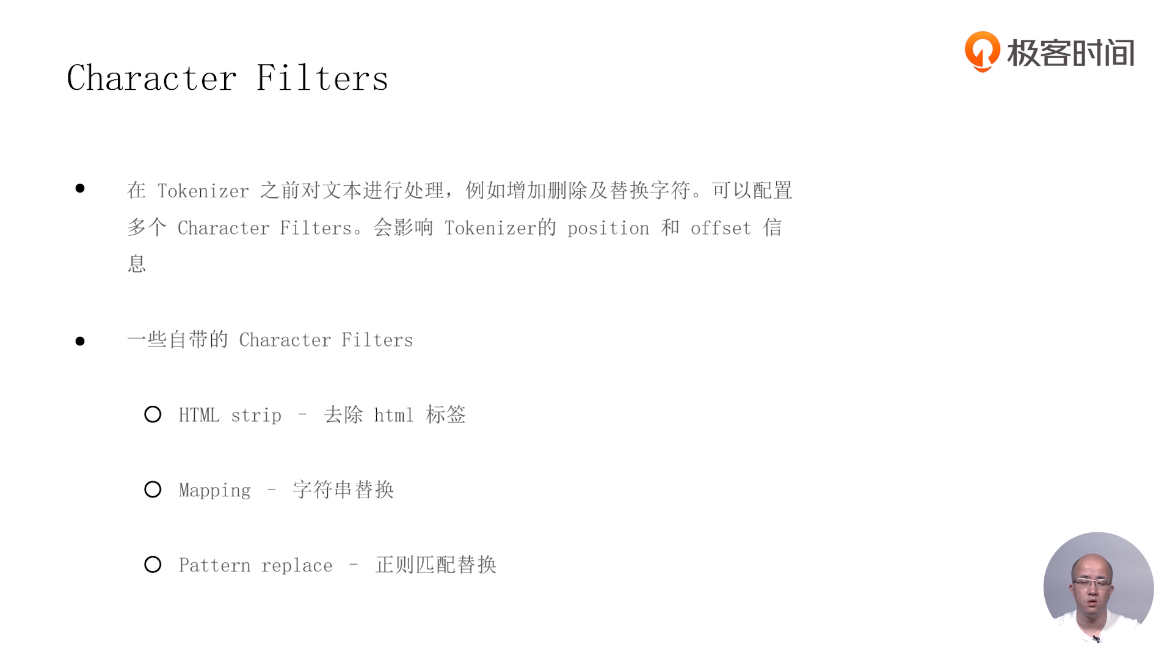 极客时间
Character Filters
在 Tokenizer 之前对文本进行处理，例如增加删除及替换字符。可以配置
多个 Character Filters。会影响 Tokenizer的 position 和 offset 信
息
一些自带的 Character Filters
HTML strip – 去除 html 标签
Mapping – 字符串替换
Pattern replace – 正则匹配替换